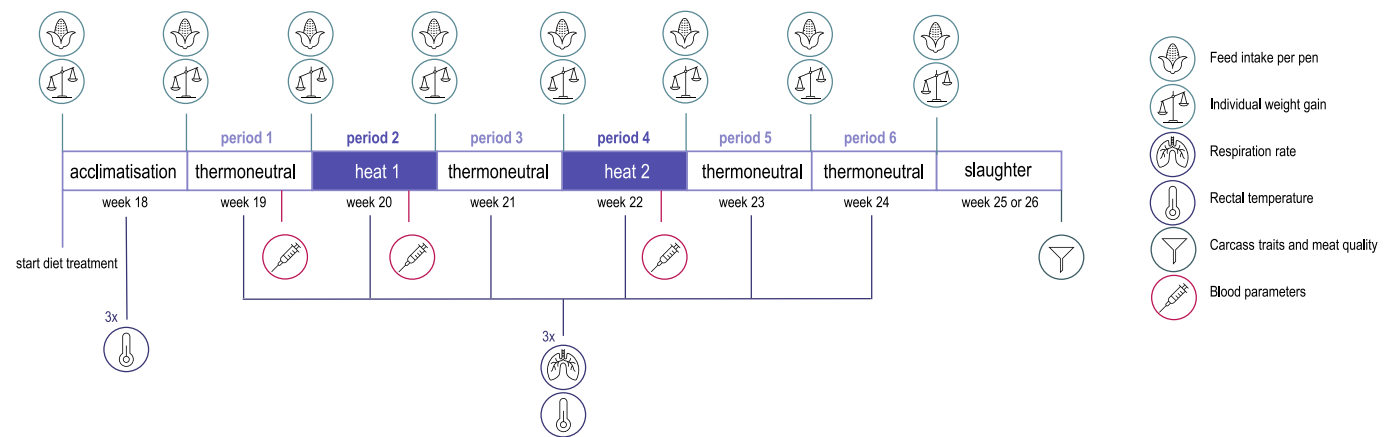 period 1
period 2
period 3
period 4
period 5
period 6
acclimatisation
thermoneutral
heat 1
thermoneutral
heat 2
thermoneutral
thermoneutral
slaughter
week 18
week 19
week 20
week 21
week 22
week 23
week 24
week 25 or 26
start diet treatment
3x
3x
Feed intake per pen
Individual weight gain
Respiration rate
Rectal temperature
Carcass traits and meat quality
Blood parameters